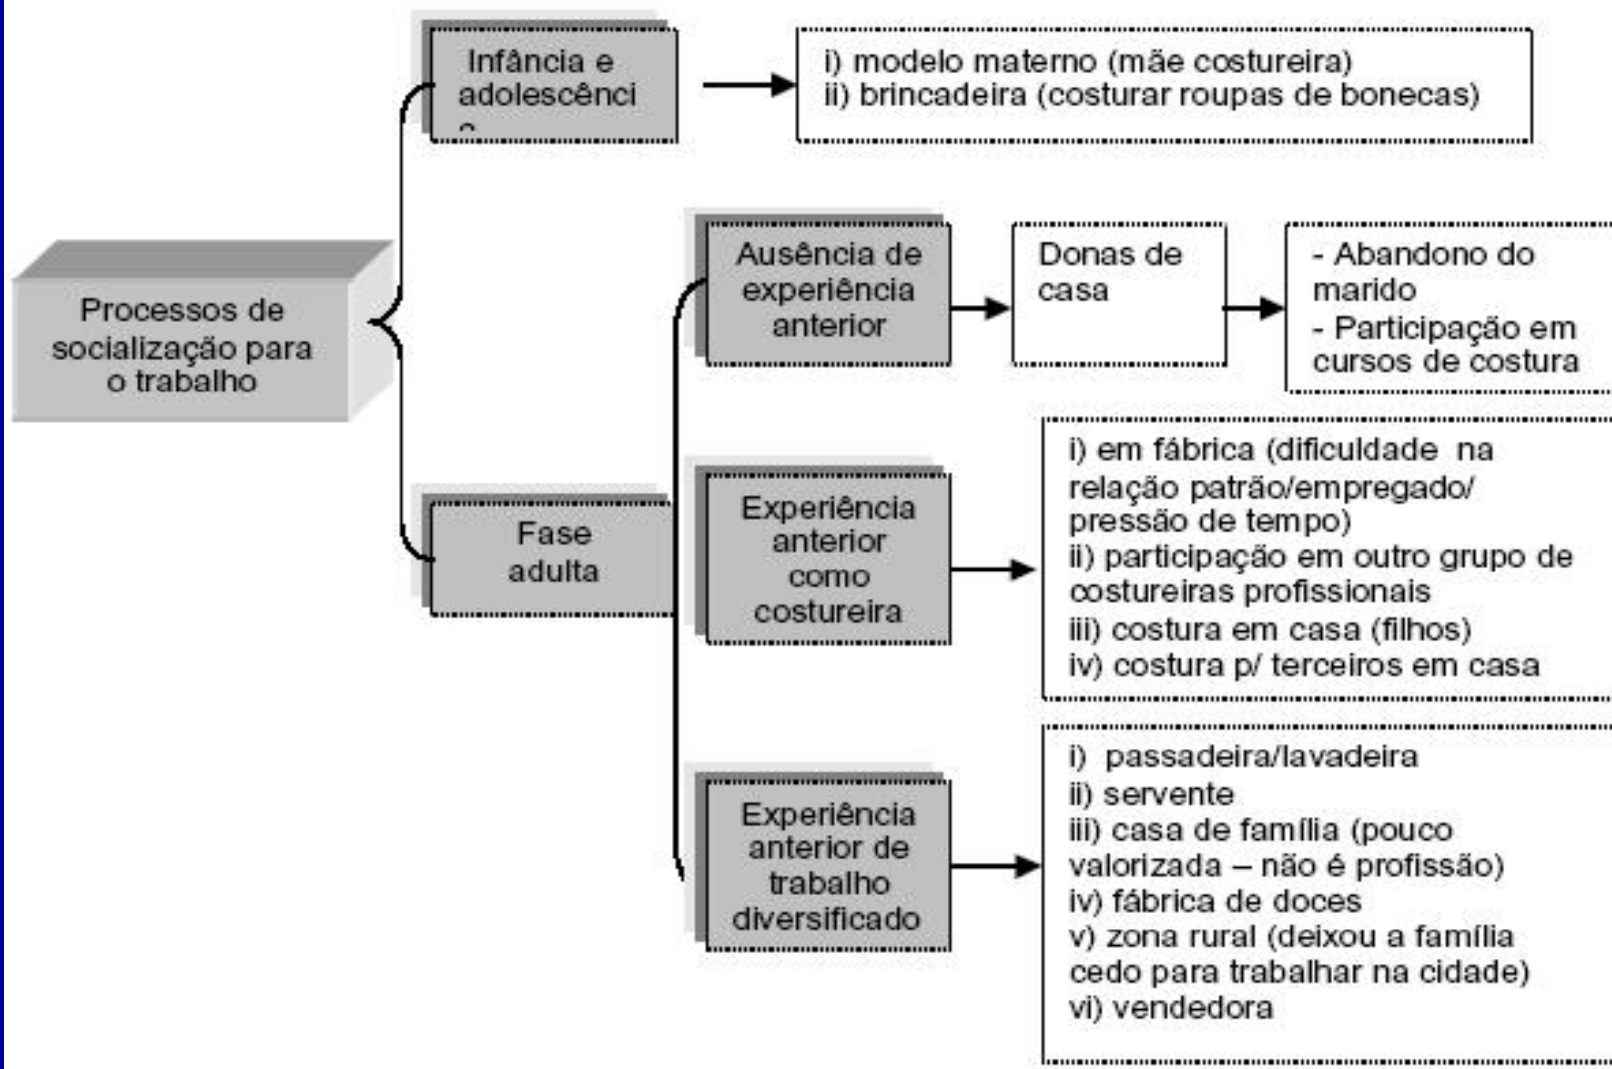 Infância e
adolescênci
i) modelo materno (mãe costureira)
ii) brincadeira (costurar roupas de bonecas)
Processos de
socialização para
o trabalho
Ausência de
experiência
anterior
Donas de
casa
- Abandono do
marido
- Participação em
cursos de costura
Fase
adulta
Experiência
anterior
como
costureira
i) em fábrica (dificuldade na
relação patrão/empregado/
pressão de tempo)
ii) participação em outro grupo de
costureiras profissionais
iii) costura em casa (filhos)
iv) costura p/ terceiros em casa
Experiência
anterior de
trabalho
diversificado
i) passadeira/lavadeira
ii) servente
iii) casa de família (pouco
valorizada – não é profissão)
iv) fábrica de doces
v) zona rural (deixou a família
cedo para trabalhar na cidade)
vi) vendedora